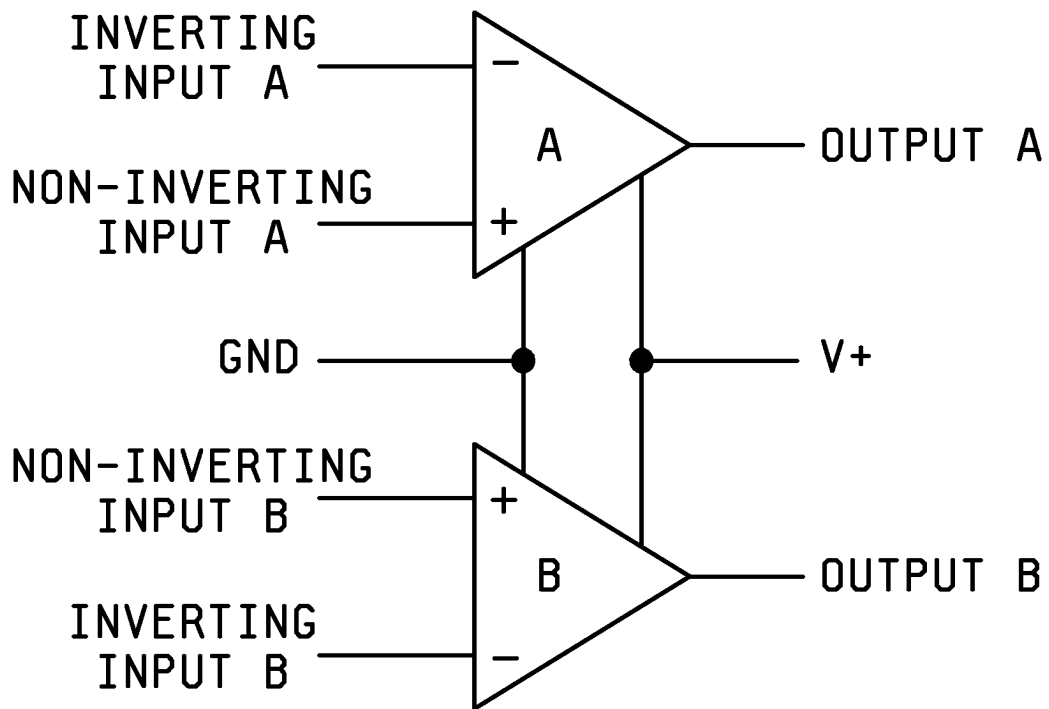 INVERTING
INPUT A
−
A
OUTPUT A
NON-INVERTING
INPUT A
+
GND
V+
NON-INVERTING
INPUT B
+
B
OUTPUT B
INVERTING
INPUT B
−